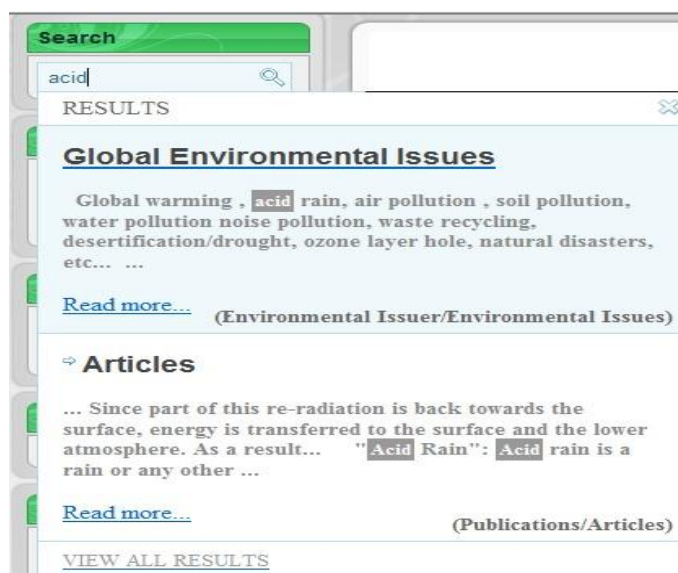 Search
acid
RESULTS
Global Environmental Issues
Global warming , acid rain, air pollution , soil pollution,
water pollution noise pollution, waste recycling,
desertification/drought, ozone layer hole, natural disasters,
etc... ...
Read more...
(Environmental Issuer/Environmental Issues)
Articles
... Since part of this re-radiation is back towards the
surface, energy is transferred to the surface and the lower
atmosphere. As a result... "Acid Rain": Acid rain is a
rain or any other ...
Read more...
(Publications/Articles)
VIEW ALL RESULTS